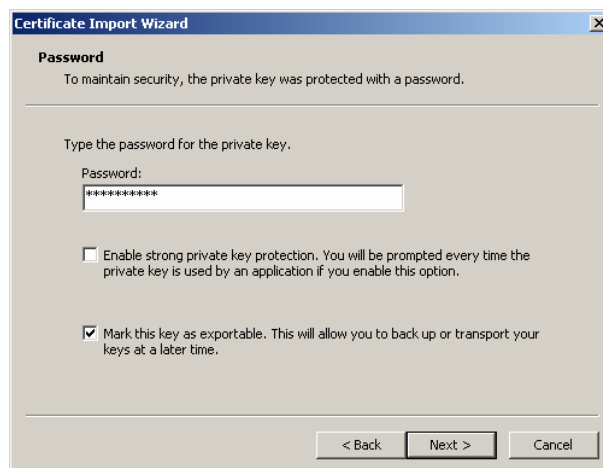 Certificate Import Wizard
Password
To maintain security, the private key was protected with a password.
Type the password for the private key.
Password:
**********
Enable strong private key protection. You will be prompted every time the
private key is used by an application if you enable this option.
Mark this key as exportable. This will allow you to back up or transport your
keys at a later time.
< Back
Next >
Cancel